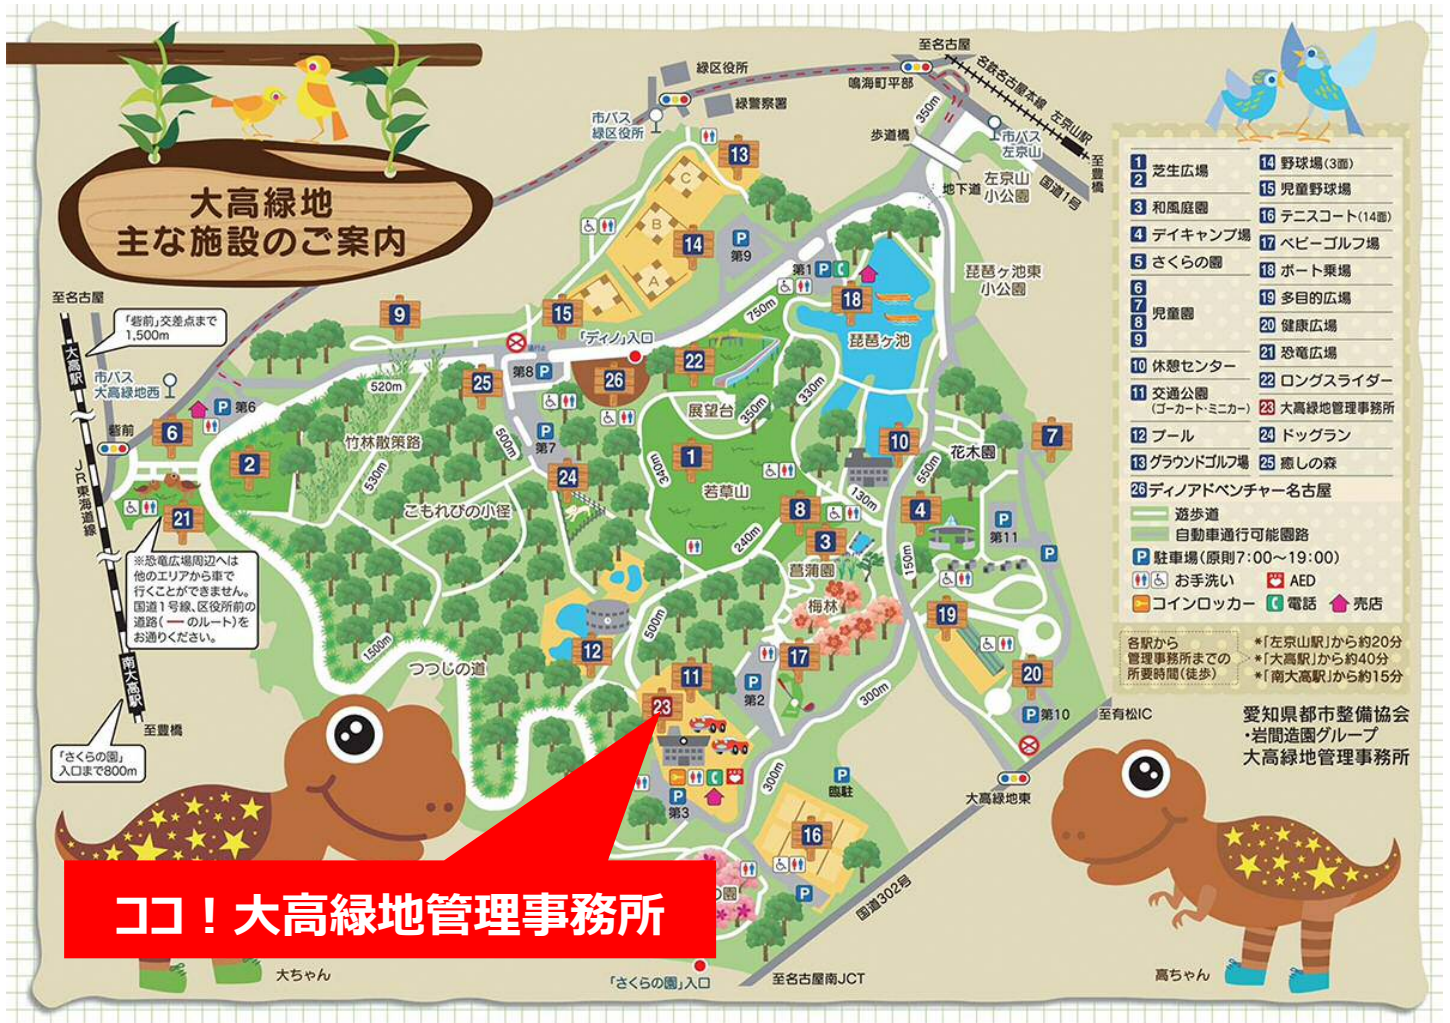 大高緑地
主な施設のご案内
至名古屋
「砦前」交差点まで
1,500m
大高駅
市バス
大高緑地西
砦前
JR東海道線
※恐竜広場周辺へは
他のエリアから車で
行くことができません。
国道1号線、区役所前の
道路(ーのルート)を
お通りください。
南大高駅
至豊橋
「さくらの園」
入口まで800m
緑区役所
緑警察署
市バス
緑区役所
至名古屋
鳴海町平部
名鉄名古屋本線
左京山駅
至豊橋
350m
歩道橋
市バス
左京山
国道1号
地下道
左京山
小公園
琵琶ヶ池東
小公園
13
C
B
A
14
P
第9
第1 P
18
琵琶ヶ池
750m
9
15
「ディノ」入口
第8 P
25
26
22
展望台
350m
330m
520m
竹林散策路
530m
500m
P
第7
24
こもれびの小径
340m
1
若草山
240m
10
130m
550m
花木園
7
8
3
菖蒲園
4
150m
P
第11
P
梅林
P 第6
6
2
21
1500m
つつじの道
12
500m
11
23
P
第2
17
300m
19
20
P 第10
至有松IC
大高緑地東
P
第3
300m
P
臨駐
16
P
国道302号
の園
「さくらの園」入口
至名古屋南JCT
ココ！大高緑地管理事務所
大ちゃん
高ちゃん
1
2 芝生広場
3 和風庭園
4 デイキャンプ場
5 さくらの園
6
7
8
9 児童園
10 休憩センター
11 交通公園
(ゴーカート・ミニカー)
12 プール
13 グラウンドゴルフ場
14 野球場(3面)
15 児童野球場
16 テニスコート(14面)
17 ベビーゴルフ場
18 ボート乗場
19 多目的広場
20 健康広場
21 恐竜広場
22 ロングスライダー
23 大高緑地管理事務所
24 ドッグラン
25 癒しの森
26 ディノアドベンチャー名古屋
遊歩道
自動車通行可能園路
P 駐車場(原則7:00～19:00)
お手洗い AED
コインロッカー 電話 売店
各駅から
管理事務所までの
所要時間(徒歩)
*「左京山駅」から約20分
*「大高駅」から約40分
*「南大高駅」から約15分
愛知県都市整備協会
・岩間造園グループ
大高緑地管理事務所